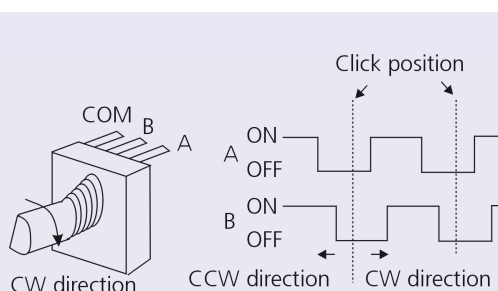 Click position
COM
B
A
A
ON
OFF
B
ON
OFF
CW direction
CCW direction
CW direction